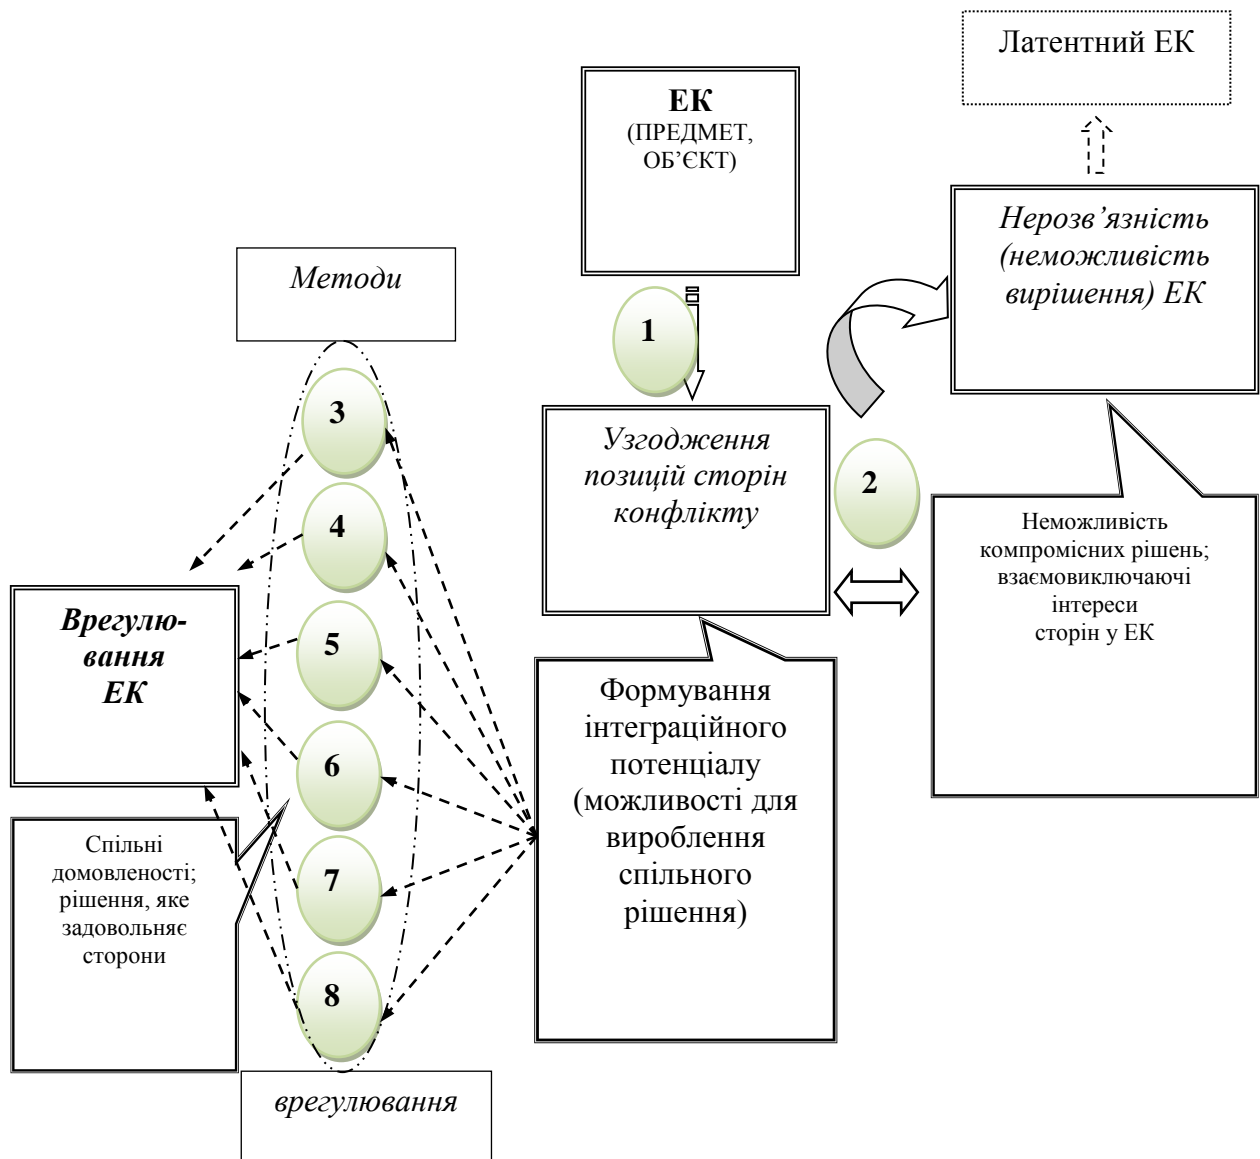 Латентний ЕК
ЕК
(ПРЕДМЕТ,
ОБ’ЄКТ)
Нерозв’язність
(неможливість
вирішення) ЕК
Методи
1
3
Узгодження
позицій сторін
конфлікту
2
4
Неможливість
компромісних рішень;
взаємовиключаючі
інтереси
сторін у ЕК
Врегулю-
вання
ЕК
5
Формування
інтеграційного
потенціалу
(можливості для
вироблення
спільного
рішення)
6
Спільні
домовленості;
рішення, яке
задовольняє
сторони
7
8
врегулювання